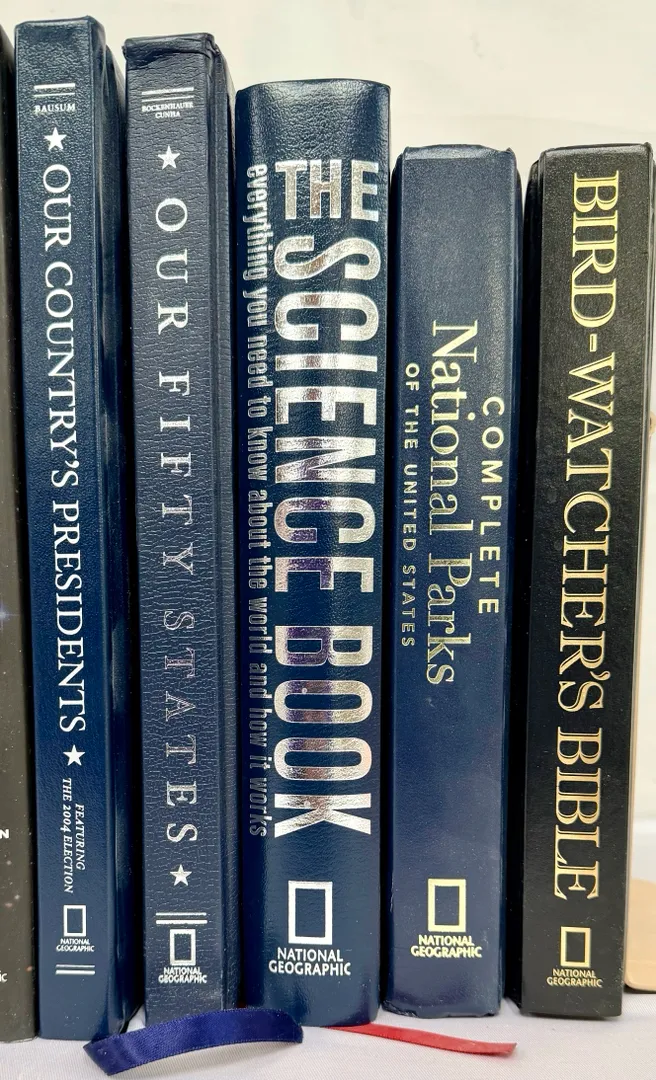 BAUSUM
★ OUR COUNTRY'S PRESIDENTS ★
FEATURING
THE 2004 ELECTION
NATIONAL
GEOGRAPHIC
BOCKENHAUER
CUNHA
★ OUR FIFTY STATES ★
NATIONAL
GEOGRAPHIC
THE
SCIENCE BOOK
everything you need to know about the world and how it works
NATIONAL
GEOGRAPHIC
COMPLETE
National Parks
OF THE UNITED STATES
NATIONAL
GEOGRAPHIC
BIRD-WATCHER'S BIBLE
NATIONAL
GEOGRAPHIC